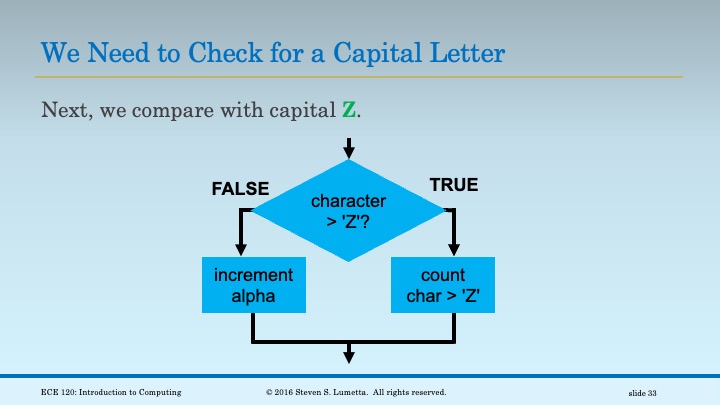 We Need to Check for a Capital Letter
Next, we compare with capital Z.
FALSE
TRUE
character
> 'Z'?
increment
alpha
count
char > 'Z'
ECE 120: Introduction to Computing
© 2016 Steven S. Lumetta. All rights reserved.
slide 33